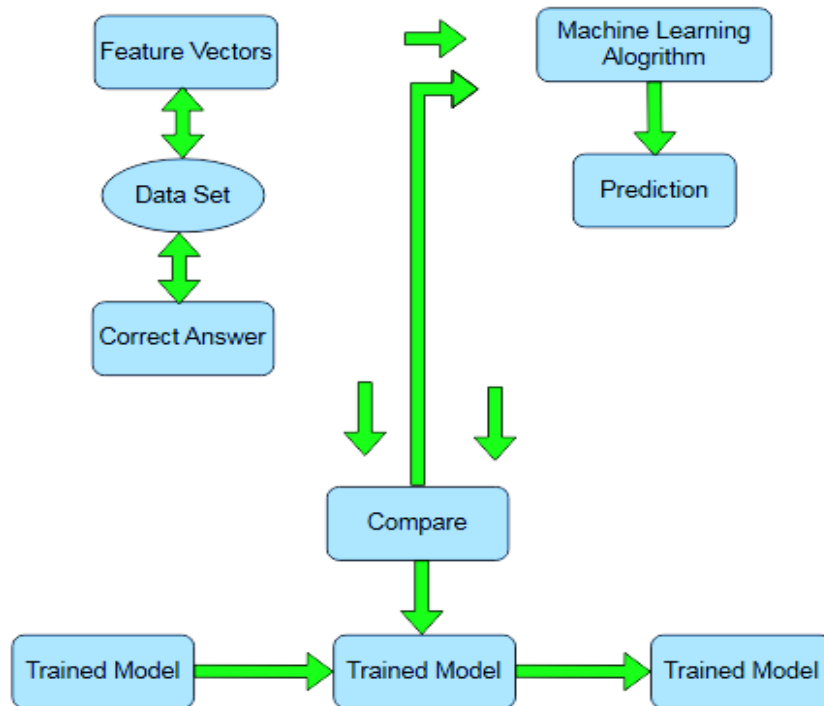 Feature Vectors
Machine Learning
Alogrithm
Data Set
Prediction
Correct Answer
Compare
Trained Model
Trained Model
Trained Model